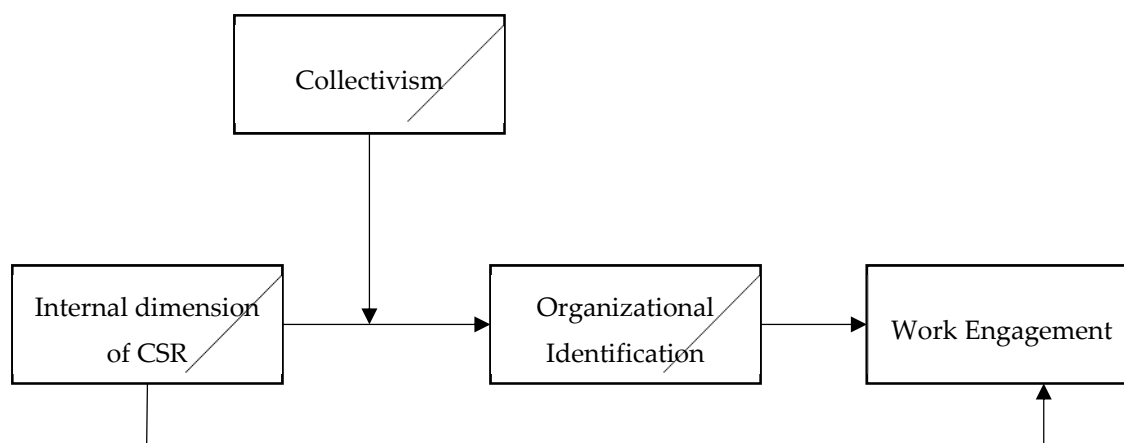 Collectivism
Internal dimension
of CSR
Organizational
Identification
Work Engagement